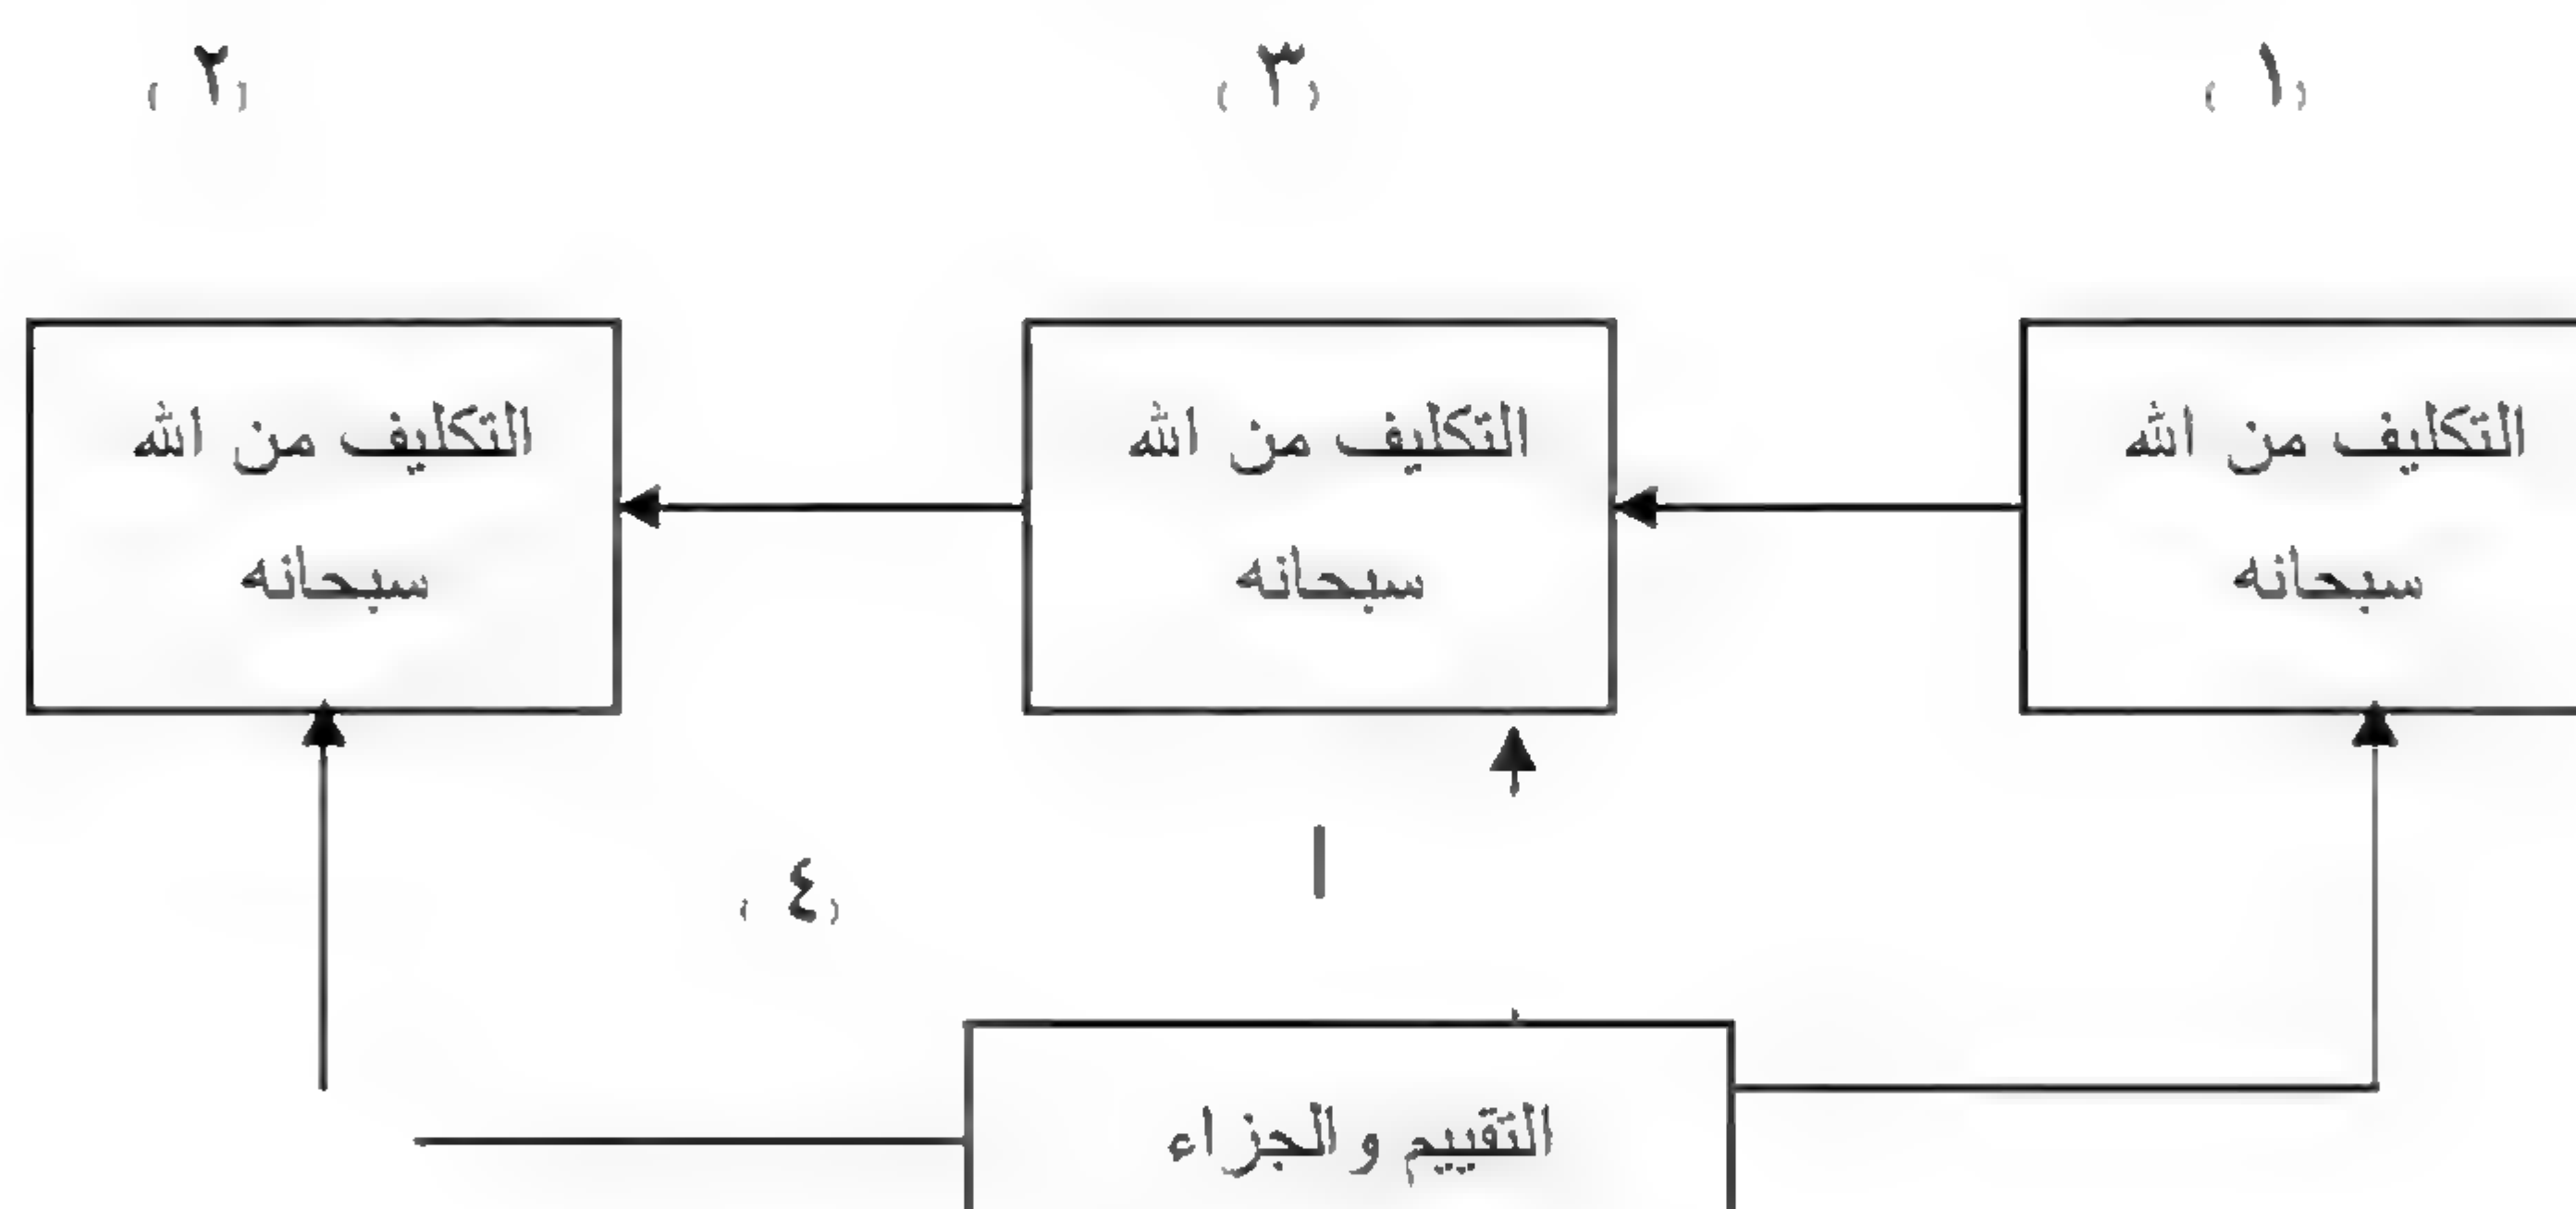 (١)
(٣)
(٢)
التكليف من الله
سبحانه
التكليف من الله
سبحانه
التكليف من الله
سبحانه
(٤)
التقييم والجزاء